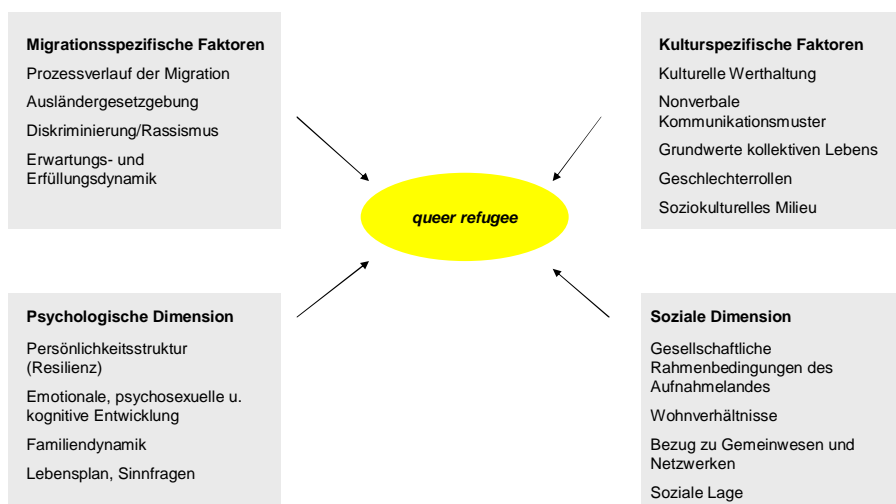 Migrationsspezifische Faktoren
Prozessverlauf der Migration
Ausländergesetzgebung
Diskriminierung/Rassismus
Erwartungs- und
Erfüllungsdynamik
Kulturspezifische Faktoren
Kulturelle Werthaltung
Nonverbale
Kommunikationsmuster
Grundwerte kollektiven Lebens
Geschlechterrollen
Soziokulturelles Milieu
queer refugee
Psychologische Dimension
Persönlichkeitsstruktur
(Resilienz)
Emotionale, psychosexuelle u.
kognitive Entwicklung
Familiendynamik
Lebensplan, Sinnfragen
Soziale Dimension
Gesellschaftliche
Rahmenbedingungen des
Aufnahmelandes
Wohnverhältnisse
Bezug zu Gemeinwesen und
Netzwerken
Soziale Lage